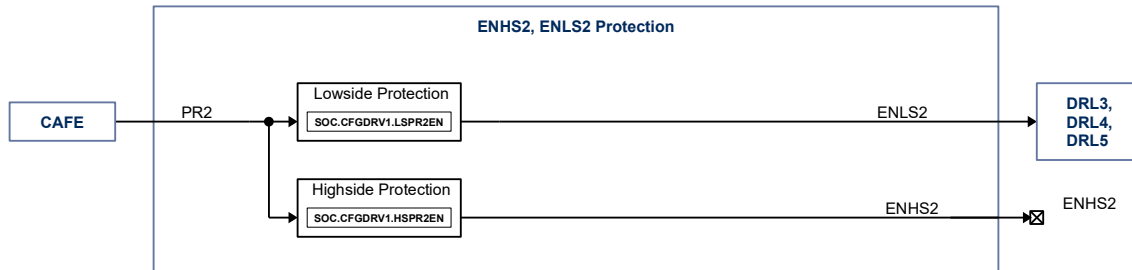 ENHS2, ENLS2 Protection
CAFE
PR2
Lowside Protection
SOC.CFGDRV1.LSPR2EN
ENLS2
DRL3,
DRL4,
DRL5
Highside Protection
SOC.CFGDRV1.HSPR2EN
ENHS2
ENHS2